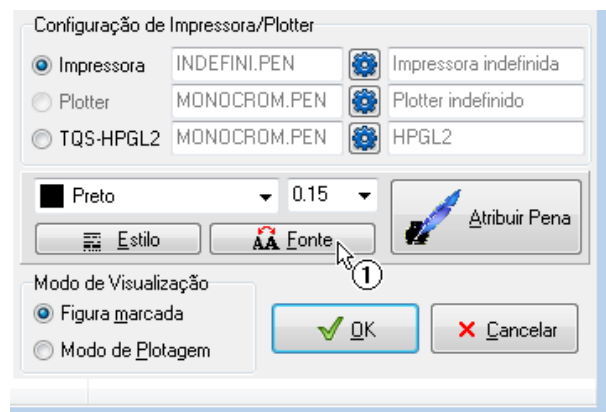 Configuração de Impressora/Plotter
Impressora INDEFINI.PEN Impressora indefinida
Plotter MONOCROM.PEN Plotter indefinido
TQS-HPGL2 MONOCROM.PEN HPGL2
Preto 0.15 Atribuir Pena
Estilo AA Fonte
1
Modo de Visualização
Figura marcada
Modo de Plotagem
OK Cancelar